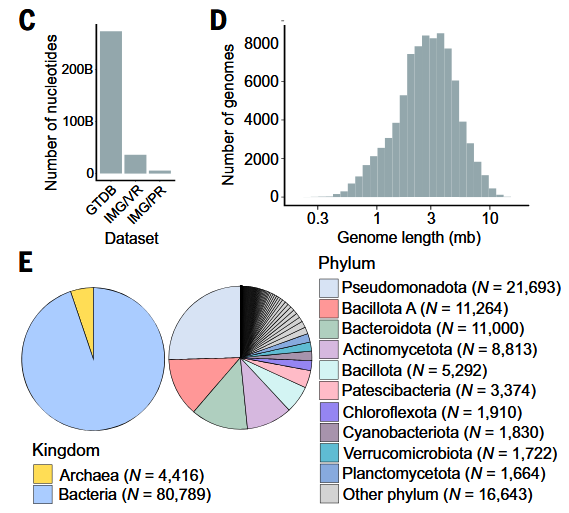 C
Number of nucleotides
200B
100B
0
GTDB
IMG/VR
IMG/PR
Dataset
D
Number of genomes
8000
6000
4000
2000
0
0.3
1
3
10
Genome length (mb)
E
Kingdom
Archaea (N = 4,416)
Bacteria (N = 80,789)
Phylum
Pseudomonadota (N = 21,693)
Bacillota A (N = 11,264)
Bacteroidota (N = 11,000)
Actinomycetota (N = 8,813)
Bacillota (N = 5,292)
Patescibacteria (N = 3,374)
Chloroflexota (N = 1,910)
Cyanobacteriota (N = 1,830)
Verrucomicrobiota (N = 1,722)
Planctomycetota (N = 1,664)
Other phylum (N = 16,643)